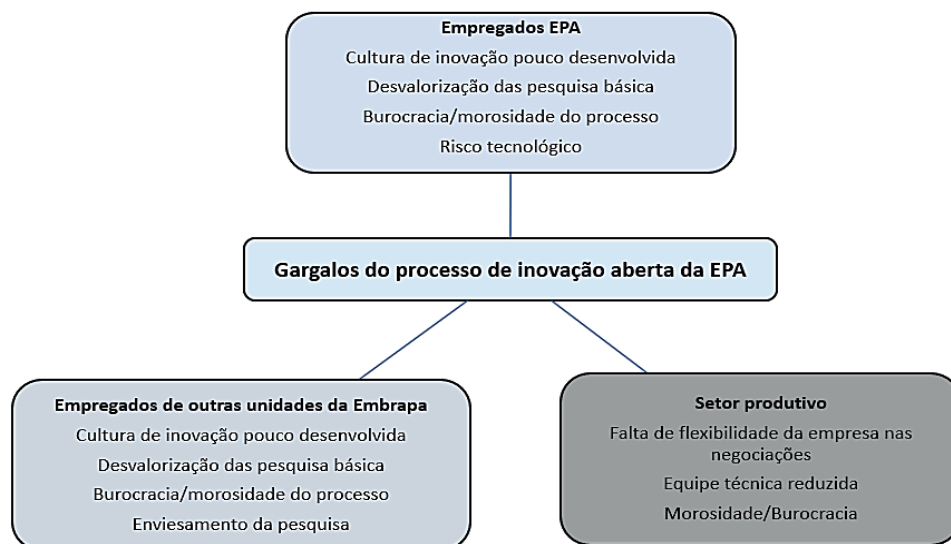 Empregados EPA
Cultura de inovação pouco desenvolvida
Desvalorização das pesquisa básica
Burocracia/morosidade do processo
Risco tecnológico
Gargalos do processo de inovação aberta da EPA
Empregados de outras unidades da Embrapa
Cultura de inovação pouco desenvolvida
Desvalorização das pesquisa básica
Burocracia/morosidade do processo
Enviesamento da pesquisa
Setor produtivo
Falta de flexibilidade da empresa nas
negociações
Equipe técnica reduzida
Morosidade/Burocracia